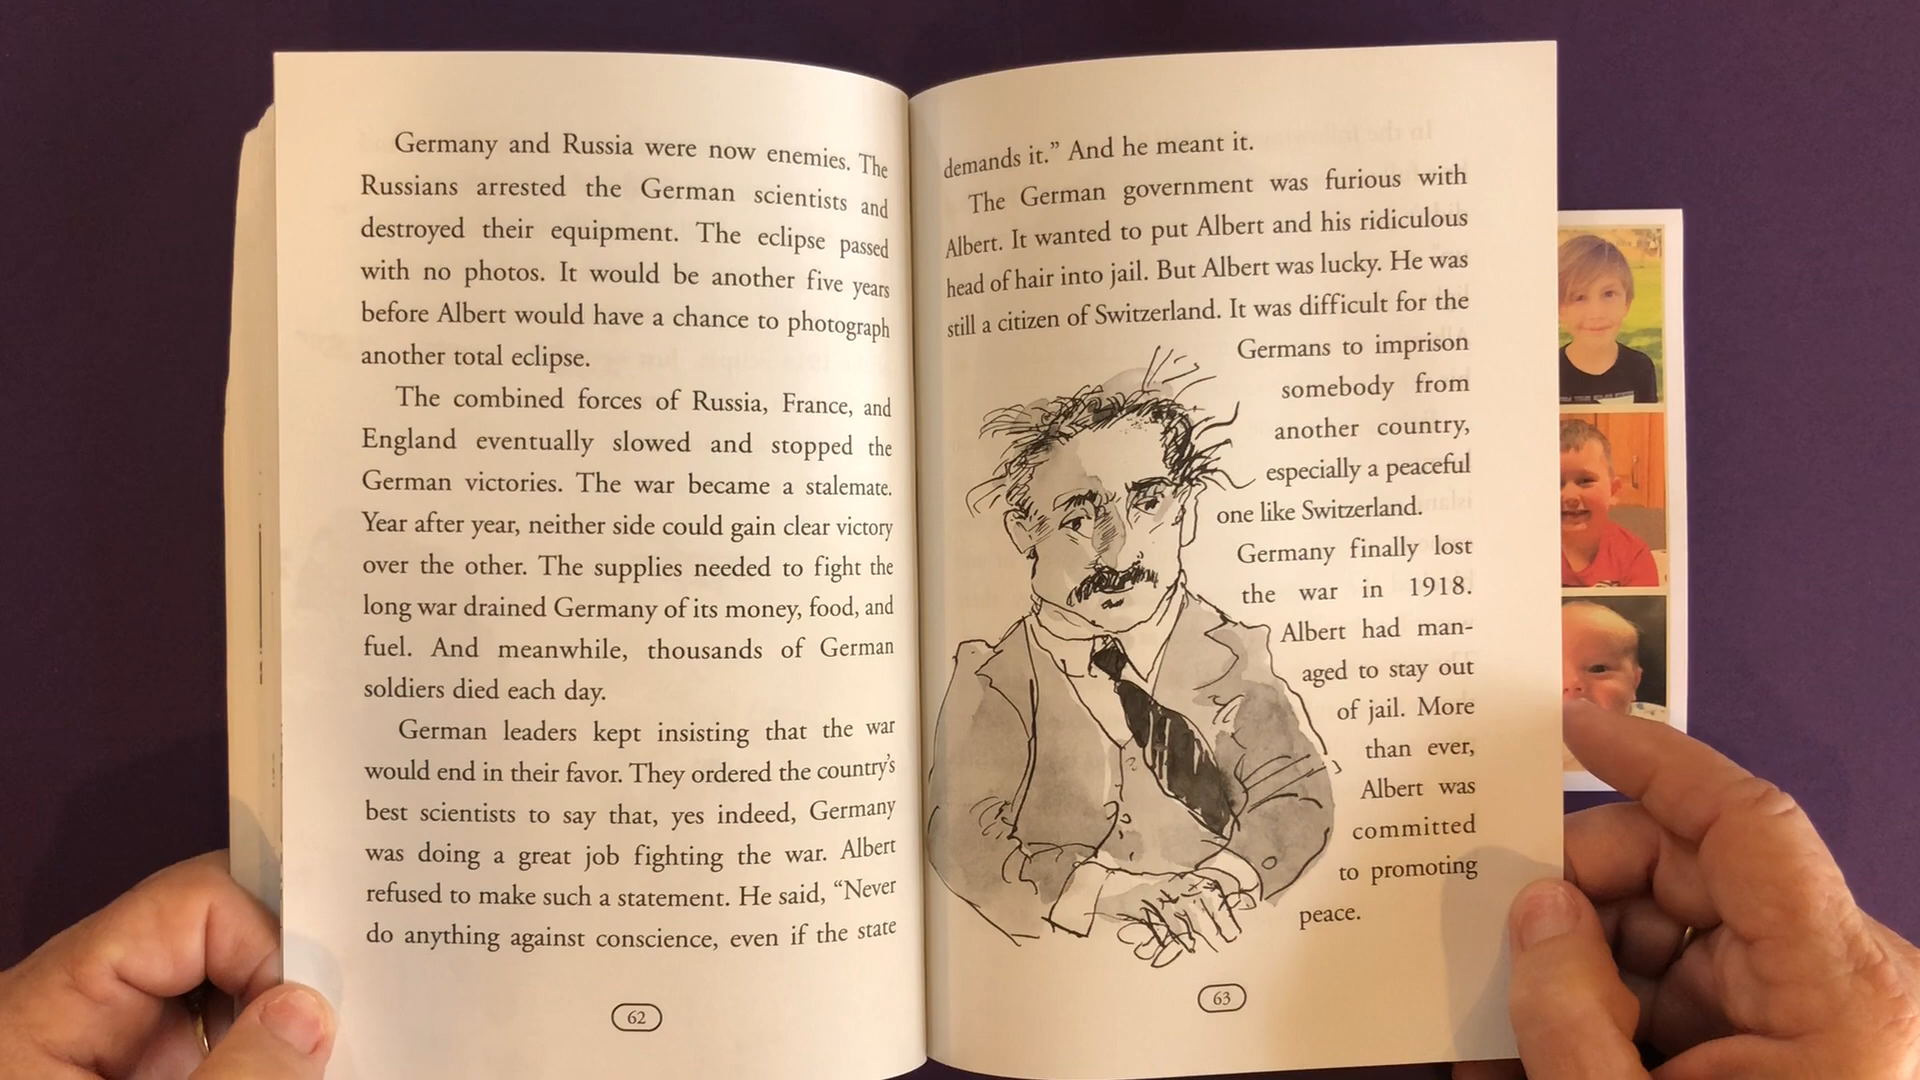 Germany and Russia were now enemies. The
Russians arrested the German scientists and
destroyed their equipment. The eclipse passed
with no photos. It would be another five years
before Albert would have a chance to photograph
another total eclipse.
The combined forces of Russia, France, and
England eventually slowed and stopped the
German victories. The war became a stalemate.
Year after year, neither side could gain clear victory
over the other. The supplies needed to fight the
long war drained Germany of its money, food, and
fuel. And meanwhile, thousands of German
soldiers died each day.
German leaders kept insisting that the war
would end in their favor. They ordered the country's
best scientists to say that, yes indeed, Germany
was doing a great job fighting the war. Albert
refused to make such a statement. He said, “Never
do anything against conscience, even if the state
62
demands it.” And he meant it.
The German government was furious with
Albert. It wanted to put Albert and his ridiculous
head of hair into jail. But Albert was lucky. He was
still a citizen of Switzerland. It was difficult for the
Germans to imprison
somebody from
another country,
especially a peaceful
one like Switzerland.
Germany finally lost
the war in 1918.
Albert had man-
aged to stay out
of jail. More
than ever,
Albert was
committed
to promoting
peace.
63